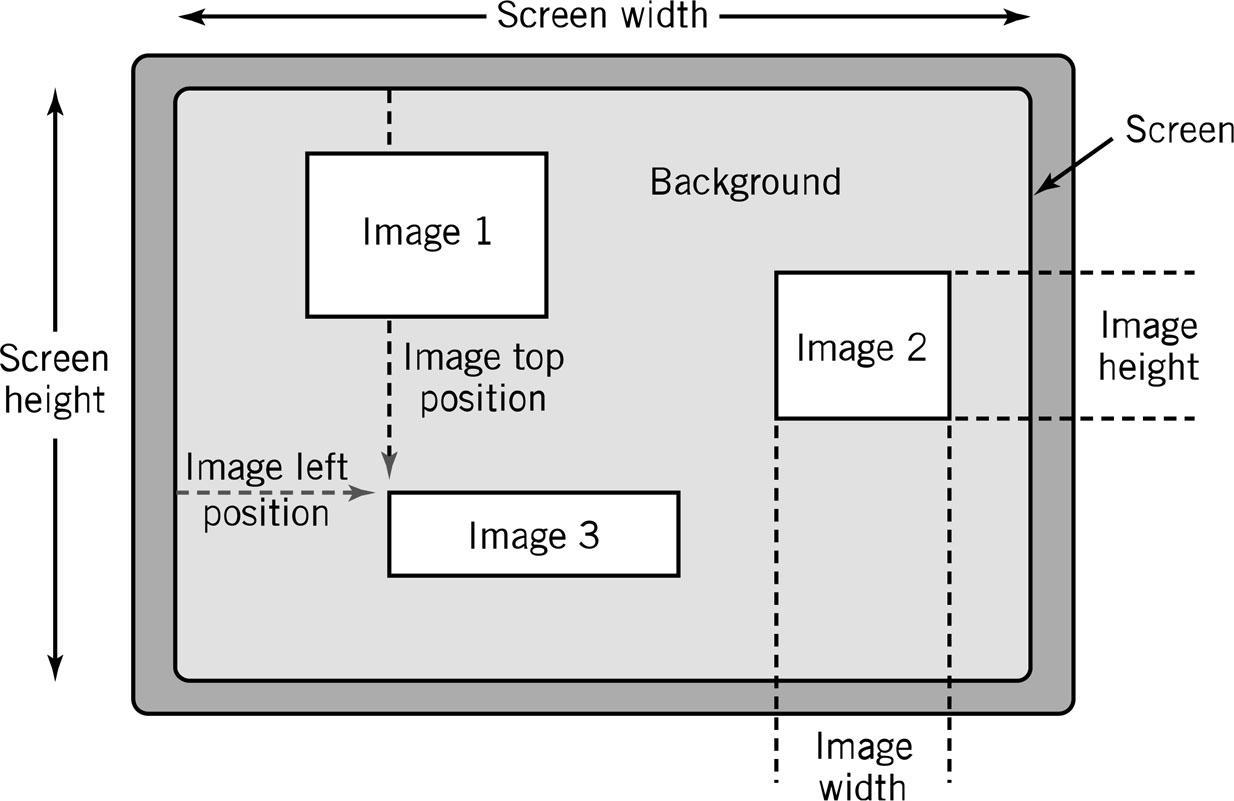 Screen width
Screen
Background
Image 1
Image 2
Image
height
Screen
height
Image top
position
Image left
position
Image 3
Image
width